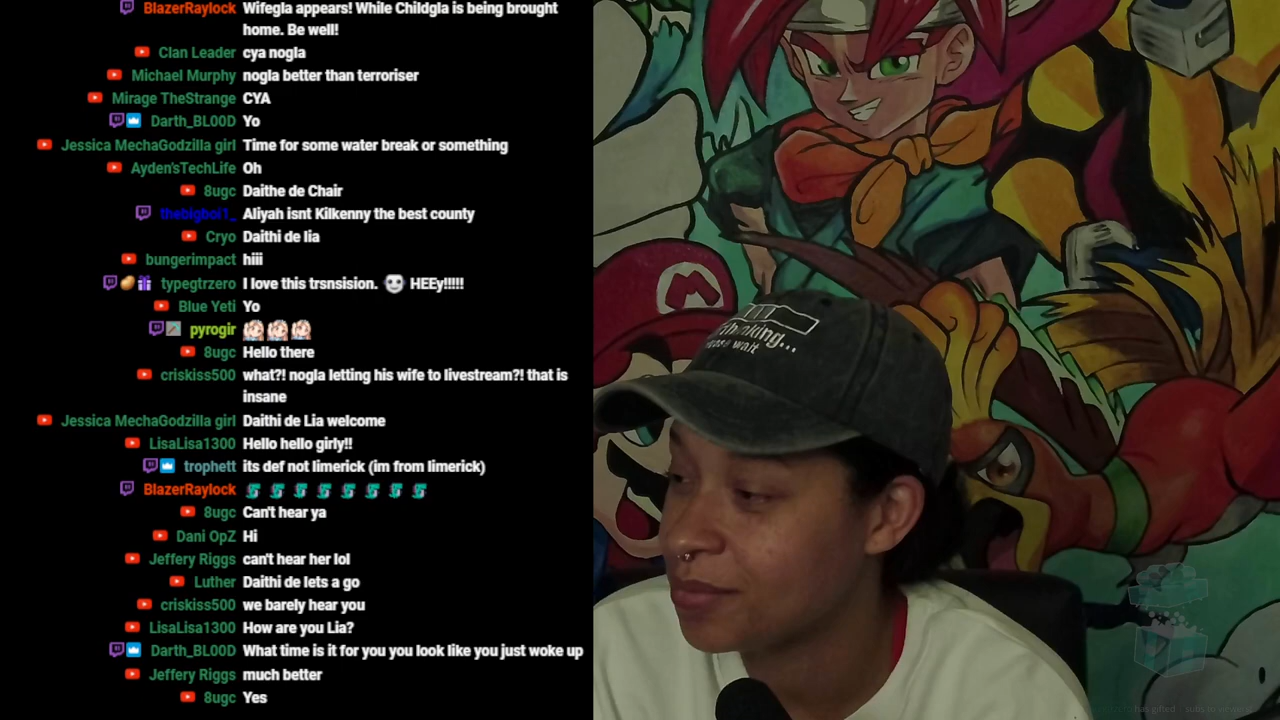 BlazerRaylock Wifegla appears! While Childgla is being brought
home. Be well!
Clan Leader cya nogla
Michael Murphy nogla better than terroriser
Mirage TheStrange CYA
Darth_BL00D Yo
Jessica MechaGodzilla girl Time for some water break or something
Ayden'sTechLife Oh
8ugc Daithe de Chair
thebigboi1_ Aliyah isnt Kilkenny the best county
Cryo Daithi de lia
bungerimpact hiii
typegtrzero I love this trsnsision. HEEy!!!!!
Blue Yeti Yo
pyrogir
8ugc Hello there
criskiss500 what?! nogla letting his wife to livestream?! that is
insane
Jessica MechaGodzilla girl Daithi de Lia welcome
LisaLisa1300 Hello hello girly!!
trophett its def not limerick (im from limerick)
BlazerRaylock
8ugc Can't hear ya
Dani OpZ Hi
Jeffery Riggs can't hear her lol
Luther Daithi de lets a go
criskiss500 we barely hear you
LisaLisa1300 How are you Lia?
Darth_BL00D What time is it for you you look like you just woke up
Jeffery Riggs much better
8ugc Yes
M
thinking...
wait
has gifted subs to viewers!